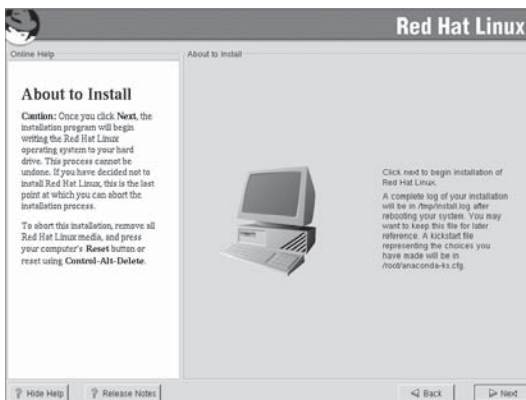 Red Hat Linux
Online Help
About to Install
About to Install
Caution: Once you click Next, the
installation program will begin
writing the Red Hat Linux
operating system to your hard
drive. This process cannot be
undone. If you have decided not to
install Red Hat Linux, this is the last
point at which you can abort the
installation process.
To abort this installation, remove all
Red Hat Linux media, and press
your computer's Reset button or
reset using Control-Alt-Delete.
Click next to begin installation of
Red Hat Linux.
A complete log of your installation
will be in /tmp/install.log after
rebooting your system. You may
want to keep this file for later
reference. A kickstart file
representing the choices you
have made will be in
/root/anaconda-ks.cfg.
Hide Help
Release Notes
Back
Next